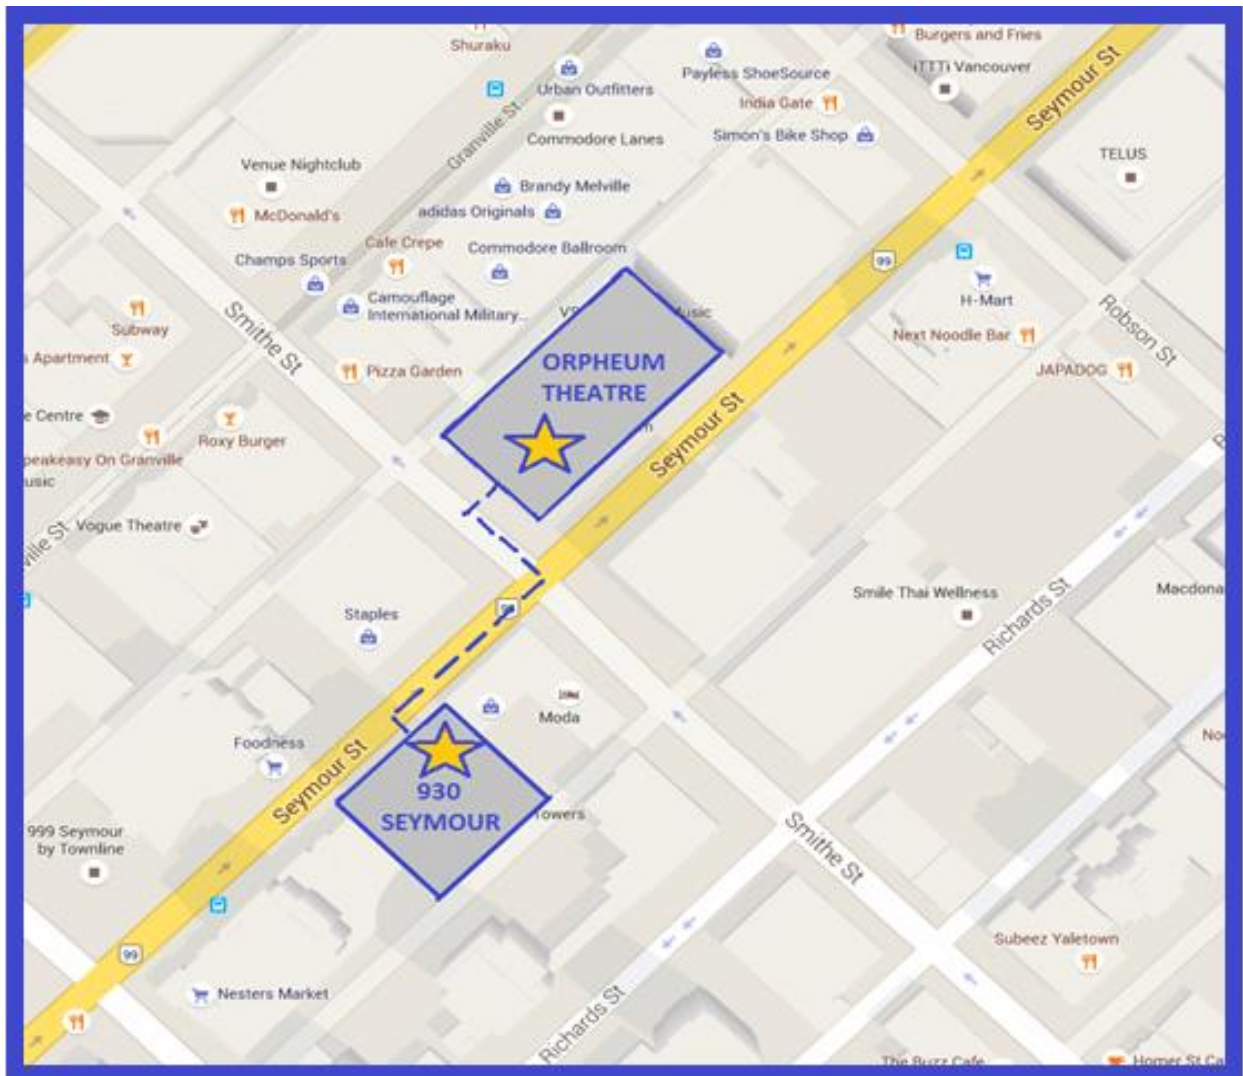 Shuraku
Burgers and Fries
Payless ShoeSource
iTTTi Vancouver
Urban Outfitters
India Gate
Seymour St
Simon's Bike Shop
Commodore Lanes
Granville St
TELUS
Venue Nightclub
Brandy Melville
adidas Originals
McDonald's
Cafe Crepe
Commodore Ballroom
Champs Sports
99
H-Mart
Camouflage
International Military...
Smithe St
Subway
Apartment
Next Noodle Bar
Robson St
ORPHEUM
THEATRE
Pizza Garden
JAPADOG
e Centre
Roxy Burger
Seymour St
peakeasy On Granville
usic
Vogue Theatre
ville St
Smile Thai Wellness
Macdona
Richards St
Staples
Moda
Foodness
No
Seymour St
930
SEYMOUR
Towers
999 Seymour
by Townline
Smithe St
Subeez Yaletown
99
Nesters Market
Richards St
The Buzz Cafe
Homer St Ca